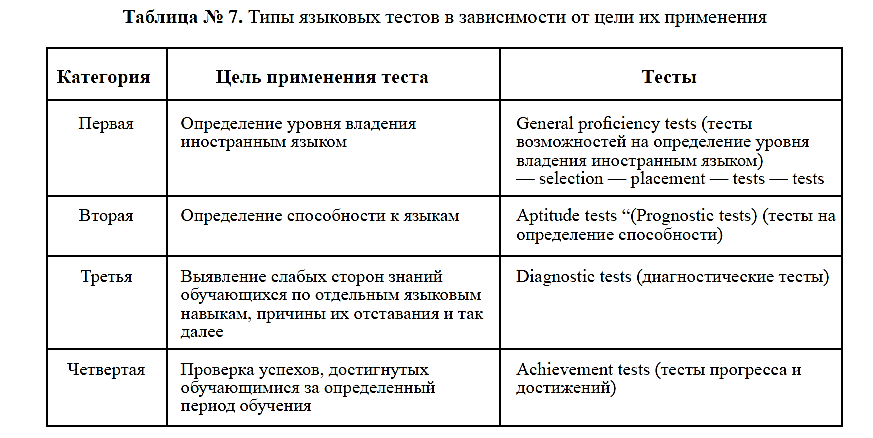 Таблица № 7. Типы языковых тестов в зависимости от цели их применения
Категория
Цель применения теста
Тесты
Первая
Определение уровня владения
иностранным языком
General proficiency tests (тесты
возможностей на определение уровня
владения иностранным языком)
— selection — placement — tests — tests
Вторая
Определение способности к языкам
Aptitude tests “(Prognostic tests) (тесты на
определение способности)
Третья
Выявление слабых сторон знаний
обучающихся по отдельным языковым
навыкам, причины их отставания и так
далее
Diagnostic tests (диагностические тесты)
Четвертая
Проверка успехов, достигнутых
обучающимися за определенный
период обучения
Achievement tests (тесты прогресса и
достижений)